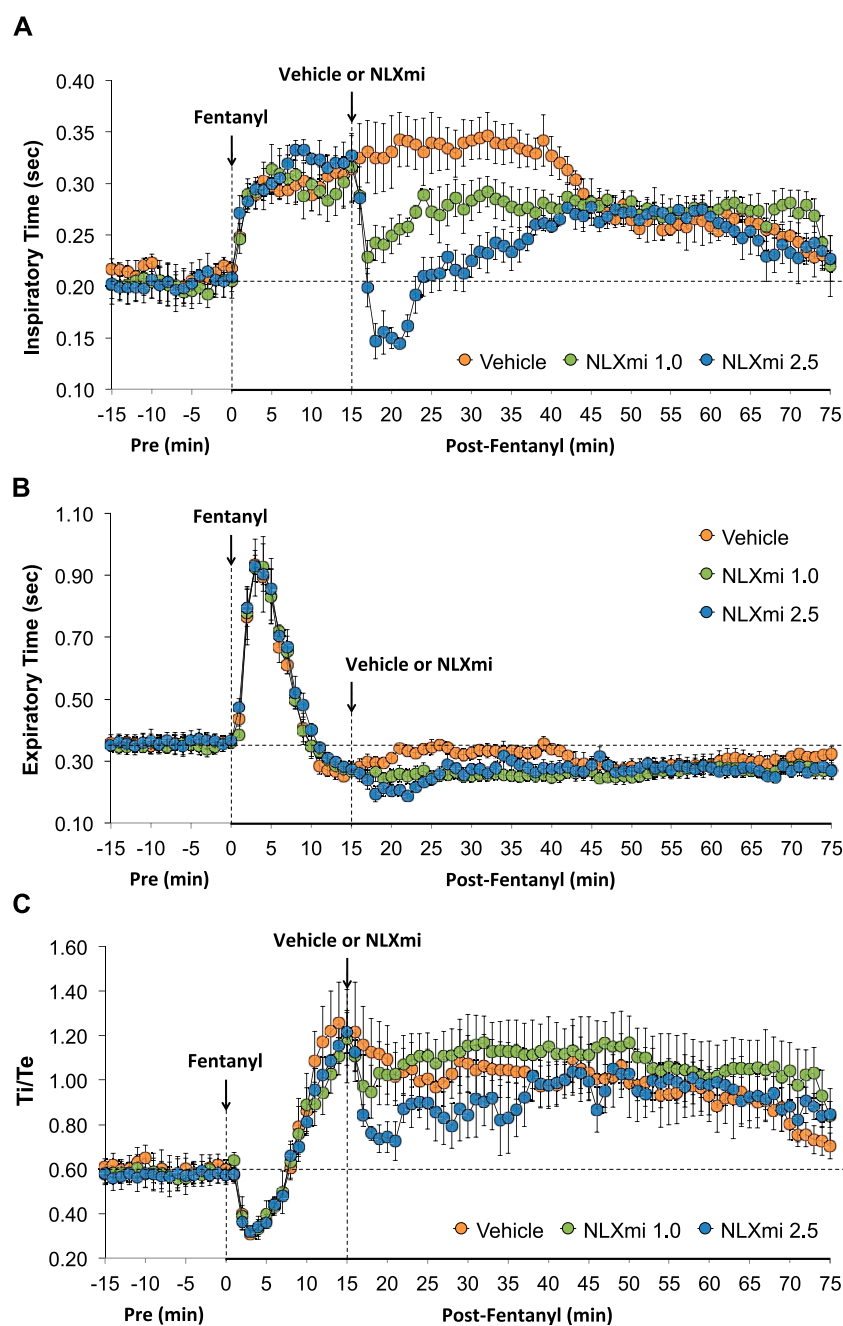 A
Vehicle or NLXmi
Fentanyl
Inspiratory Time (sec)
0.40
0.35
0.30
0.25
0.20
0.15
0.10
Vehicle NLXmi 1.0 NLXmi 2.5
-15 -10 -5 0 5 10 15 20 25 30 35 40 45 50 55 60 65 70 75
Pre (min) Post-Fentanyl (min)
B
Fentanyl
Vehicle or NLXmi
Expiratory Time (sec)
1.10
0.90
0.70
0.50
0.30
0.10
Vehicle
NLXmi 1.0
NLXmi 2.5
-15 -10 -5 0 5 10 15 20 25 30 35 40 45 50 55 60 65 70 75
Pre (min) Post-Fentanyl (min)
C
Vehicle or NLXmi
Fentanyl
Ti/Te
1.60
1.40
1.20
1.00
0.80
0.60
0.40
0.20
Vehicle NLXmi 1.0 NLXmi 2.5
-15 -10 -5 0 5 10 15 20 25 30 35 40 45 50 55 60 65 70 75
Pre (min) Post-Fentanyl (min)